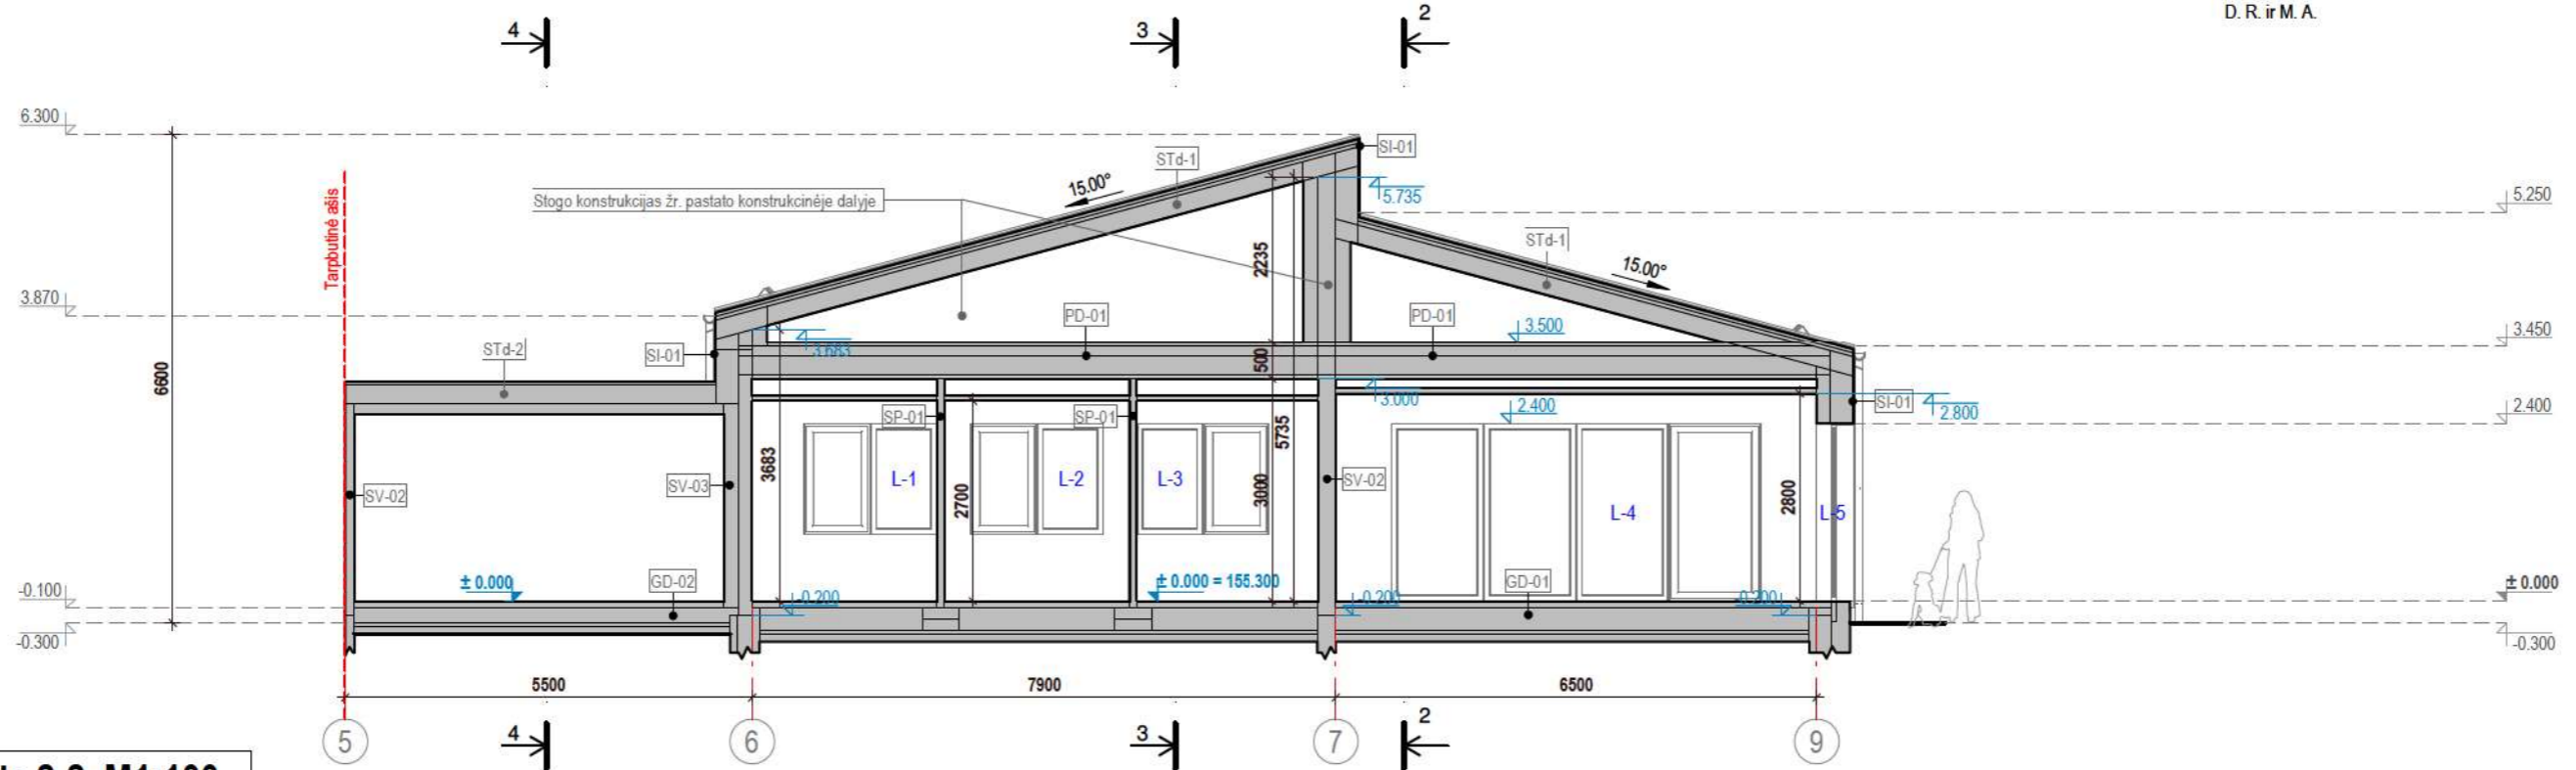 D. R. ir M. A.
4
3
2
6.300
STd-1
SI-01
15.00°
5.735
5.250
Tarpbutinė ašis
Stogo konstrukcijas žr. pastato konstrukcinėje dalyje
2235
STd-1
15.00°
3.870
PD-01
PD-01
3.500
3.450
STd-2
SI-01
3.683
500
6600
3.000
2.400
SI-01
2.800
2.400
SP-01
SP-01
5735
3683
L-1
L-2
L-3
SV-02
SV-03
2700
3000
SV-02
L-4
2800
L-5
± 0.000
GD-02
± 0.000 = 155.300
GD-01
± 0.000
-0.100
-0.200
-0.200
-0.200
-0.300
-0.300
5500
7900
6500
5
4
6
3
7
2
9